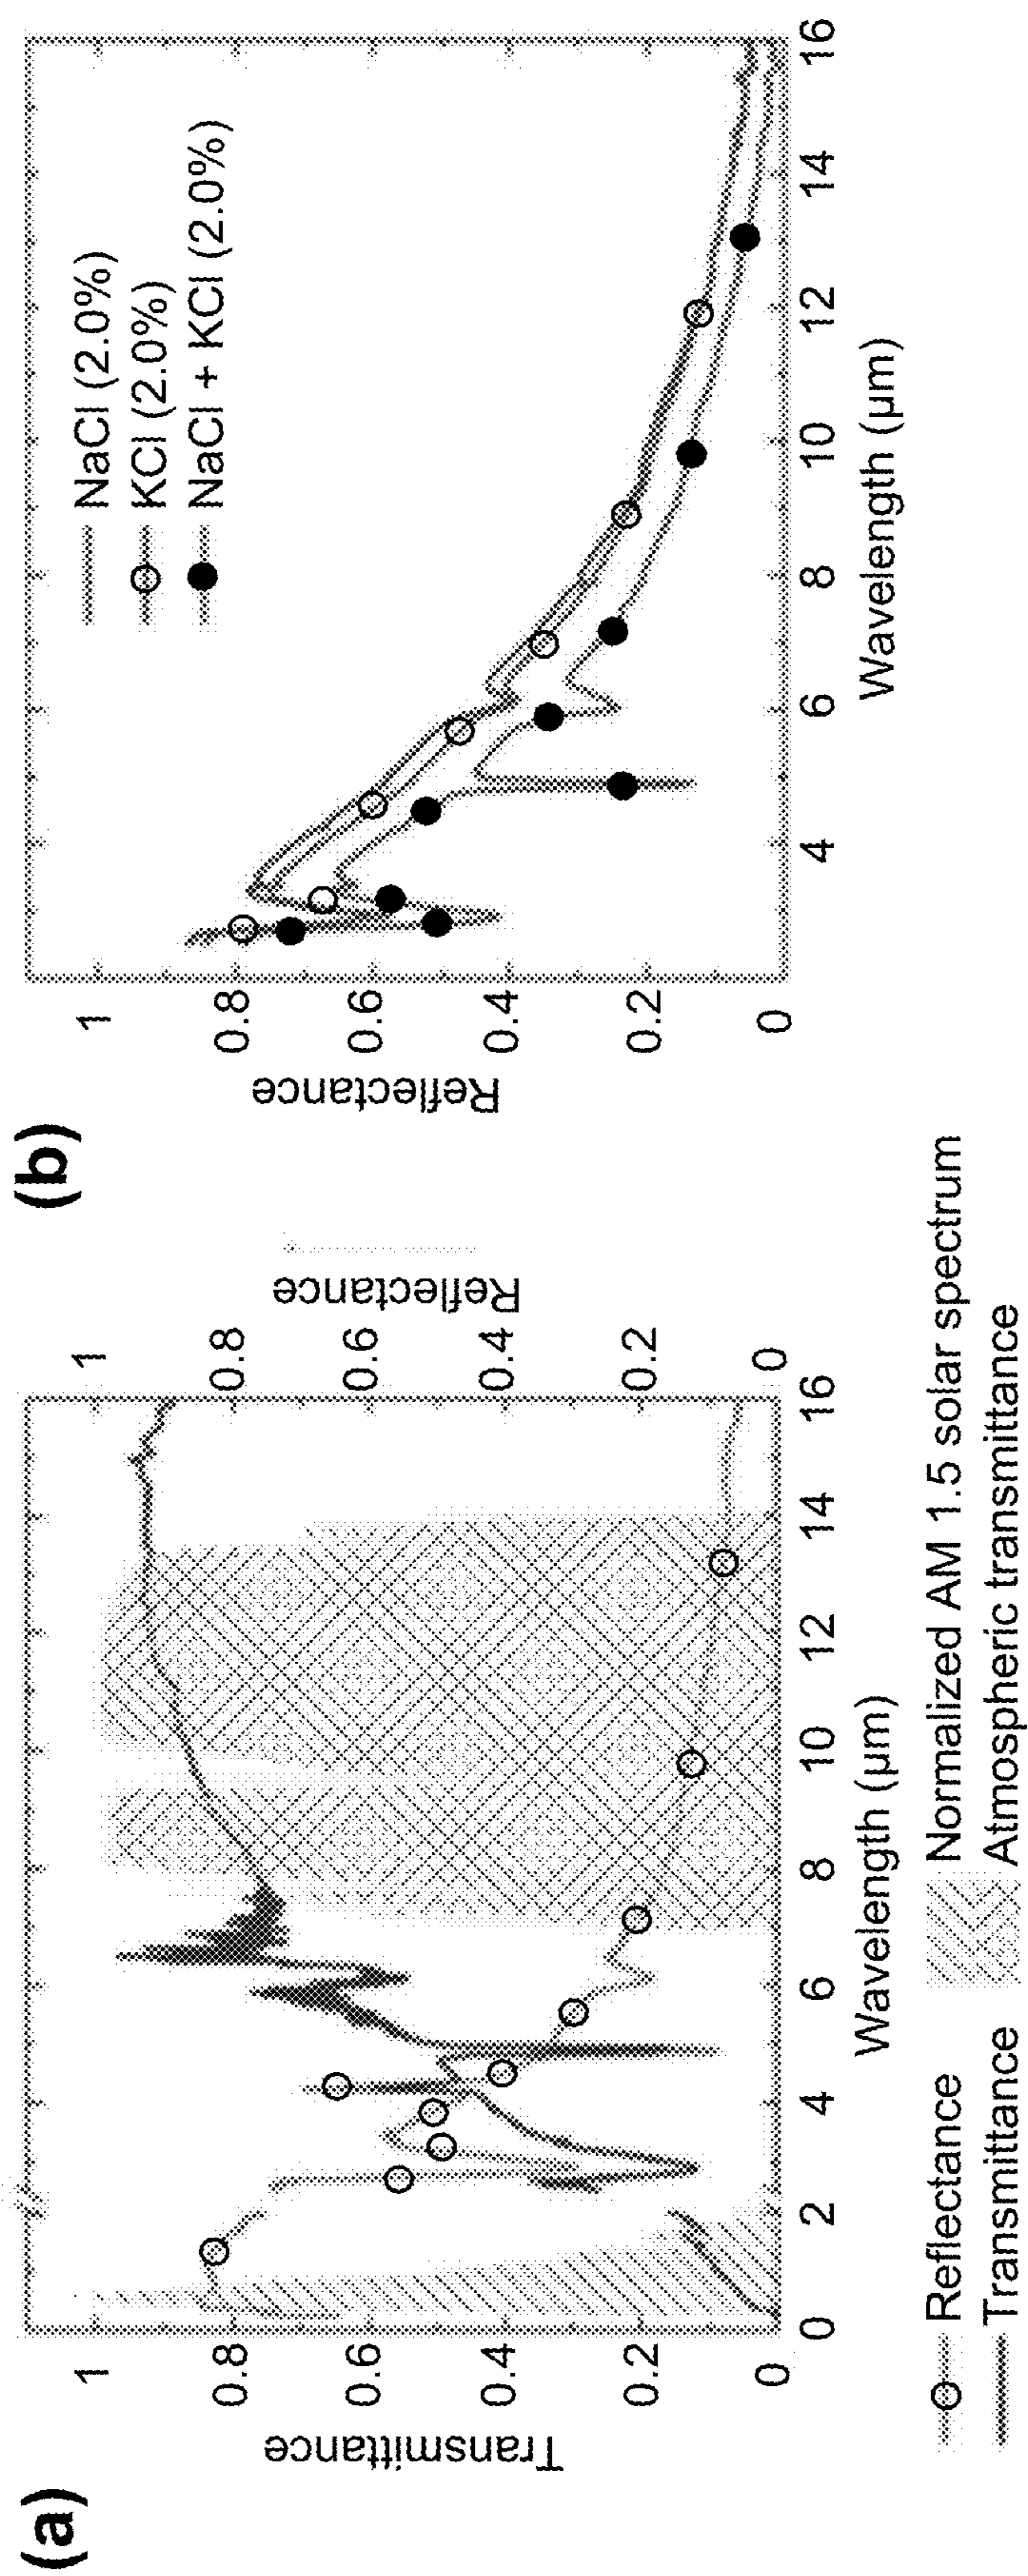 (a)
Transmittance
1
0.8
0.6
0.4
0.2
0
0 2 4 6 8 10 12 14 16
Wavelength (μm)
1
0.8
0.6
0.4
0.2
0
Reflectance
Reflectance
Transmittance
Normalized AM 1.5 solar spectrum
Atmospheric transmittance
(b)
Reflectance
1
0.8
0.6
0.4
0.2
0
4 6 8 10 12 14 16
Wavelength (μm)
NaCl (2.0%)
KCl (2.0%)
NaCl + KCl (2.0%)